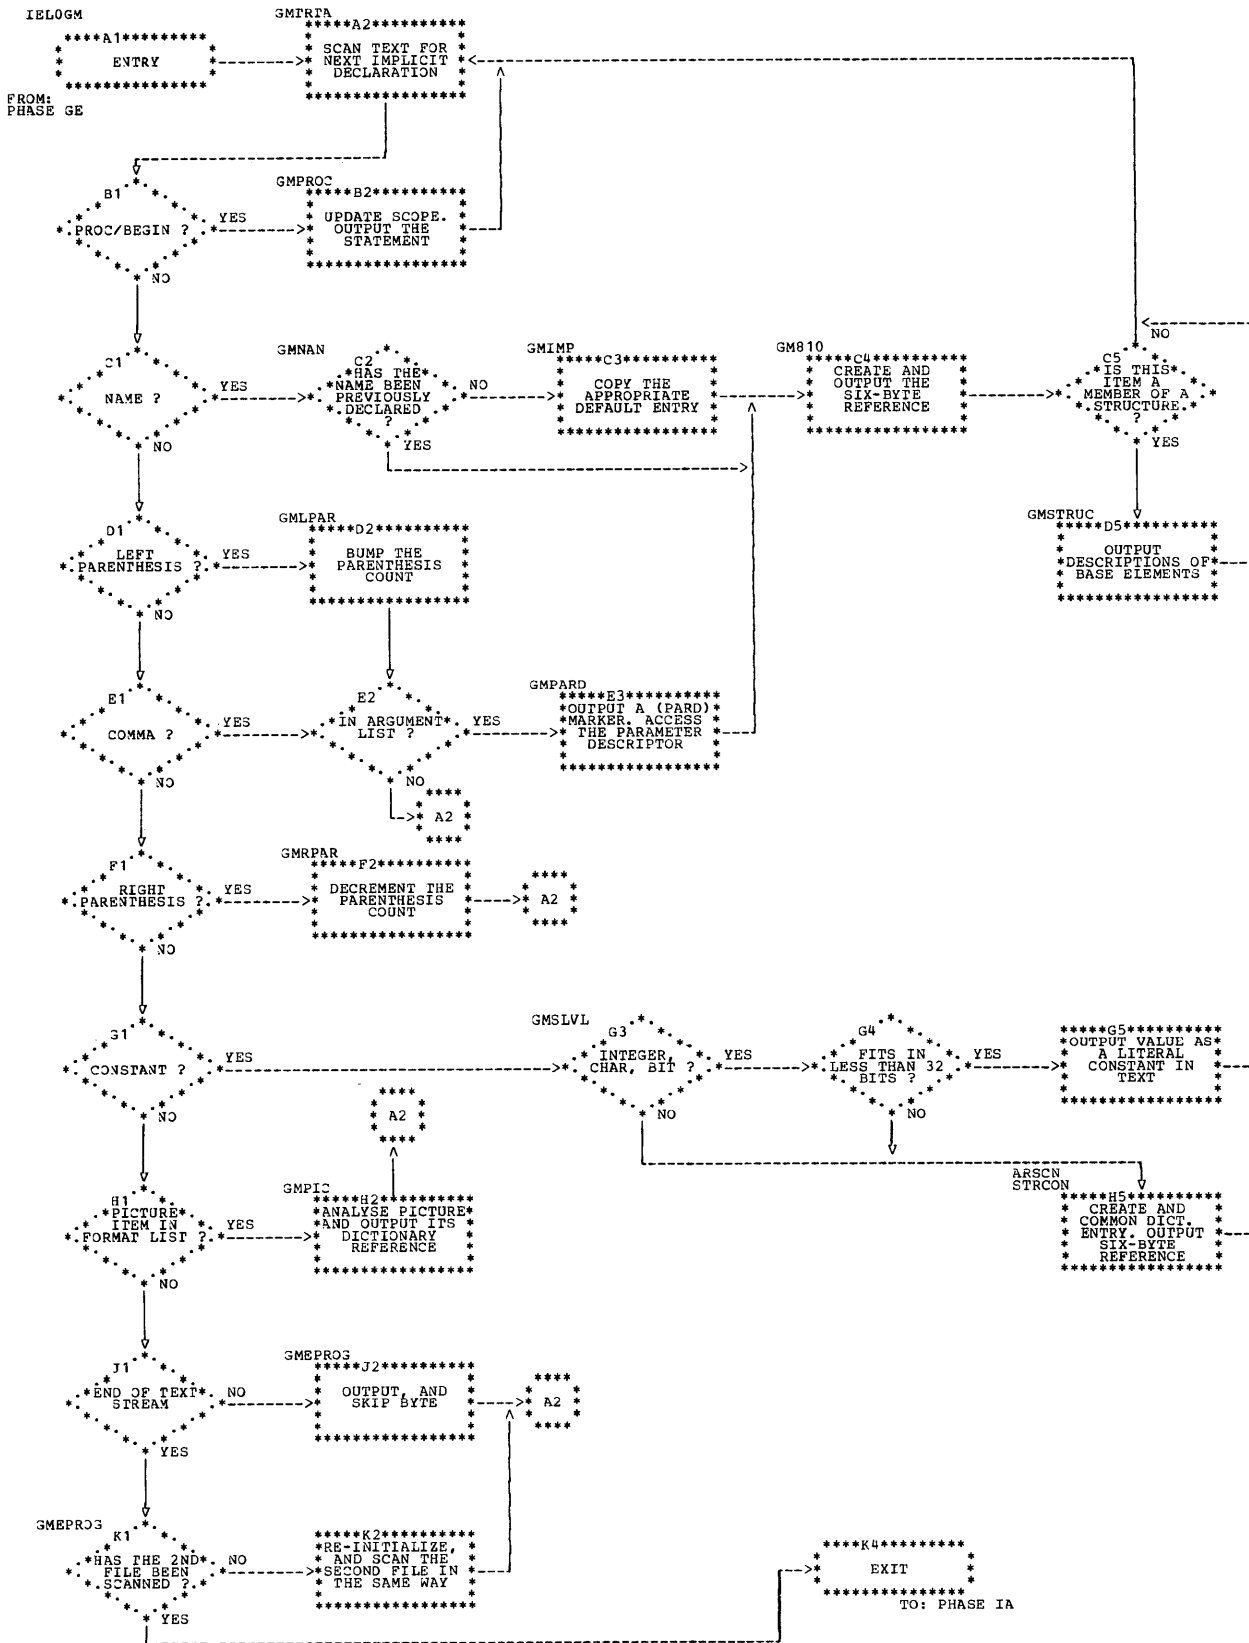 IEL0GM
GMTRTA
A1
ENTRY
A2
SCAN TEXT FOR
NEXT IMPLICIT
DECLARATION
FROM:
PHASE GE
B1
PROC/BEGIN ?
YES
NO
GMPROC
B2
UPDATE SCOPE.
OUTPUT THE
STATEMENT
C1
NAME ?
YES
NO
GMNAN
C2
HAS THE
NAME BEEN
PREVIOUSLY
DECLARED
?
NO
YES
GMIMP
C3
COPY THE
APPROPRIATE
DEFAULT ENTRY
GM810
C4
CREATE AND
OUTPUT THE
SIX-BYTE
REFERENCE
NO
C5
IS THIS
ITEM A
MEMBER OF A
STRUCTURE.
?
YES
D1
LEFT
PARENTHESIS ?
YES
NO
GMLPAR
D2
BUMP THE
PARENTHESIS
COUNT
GMSTRUC
D5
OUTPUT
DESCRIPTIONS OF
BASE ELEMENTS
E1
COMMA ?
YES
NO
E2
IN ARGUMENT
LIST ?
YES
NO
A2
GMPARD
E3
OUTPUT A (PARD)
MARKER. ACCESS
THE PARAMETER
DESCRIPTOR
F1
RIGHT
PARENTHESIS ?
YES
NO
GMRPAR
F2
DECREMENT THE
PARENTHESIS
COUNT
A2
G1
CONSTANT ?
YES
NO
GMSLVL
G3
INTEGER,
CHAR, BIT ?
YES
NO
G4
FITS IN
LESS THAN 32
BITS ?
YES
NO
G5
OUTPUT VALUE AS
A LITERAL
CONSTANT IN
TEXT
A2
H1
PICTURE
ITEM IN
FORMAT LIST ?
YES
NO
GMPIC
H2
ANALYSE PICTURE
AND OUTPUT ITS
DICTIONARY
REFERENCE
ARSCN
STRCON
H5
CREATE AND
COMMON DICT.
ENTRY. OUTPUT
SIX-BYTE
REFERENCE
J1
END OF TEXT
STREAM
NO
YES
GMEPROG
J2
OUTPUT, AND
SKIP BYTE
A2
GMEPROG
K1
HAS THE 2ND
FILE BEEN
SCANNED ?
NO
YES
K2
RE-INITIALIZE,
AND SCAN THE
SECOND FILE IN
THE SAME WAY
K4
EXIT
TO: PHASE IA